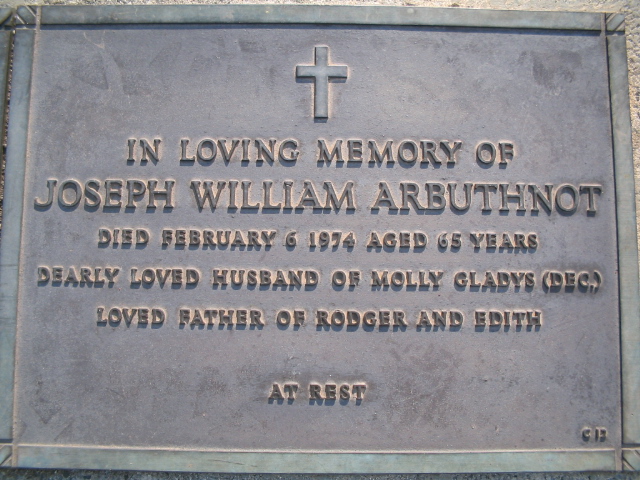 IN LOVING MEMORY OF
JOSEPH WILLIAM ARBUTHNOT
DIED FEBRUARY 6 1974 AGED 65 YEARS
DEARLY LOVED HUSBAND OF MOLLY GLADYS (DEC.)
LOVED FATHER OF RODGER AND EDITH
AT REST